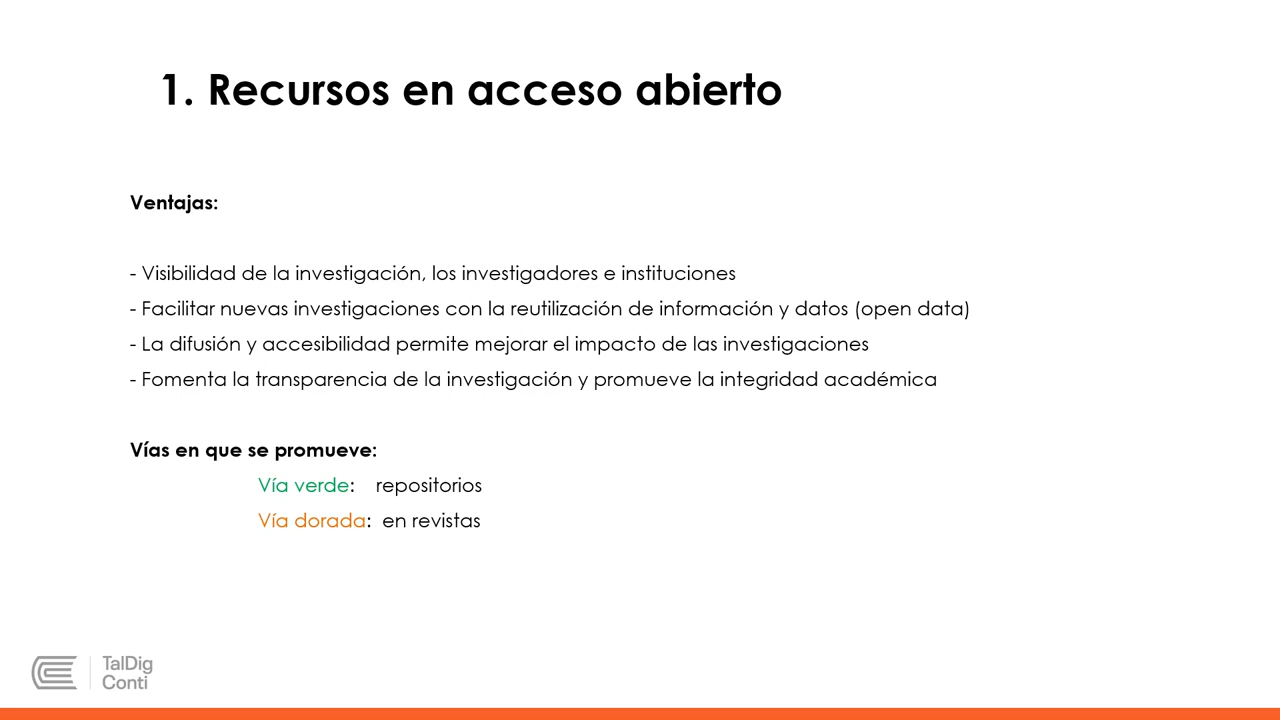 1. Recursos en acceso abierto
Ventajas:
- Visibilidad de la investigación, los investigadores e instituciones
- Facilitar nuevas investigaciones con la reutilización de información y datos (open data)
- La difusión y accesibilidad permite mejorar el impacto de las investigaciones
- Fomenta la transparencia de la investigación y promueve la integridad académica
Vías en que se promueve:
Vía verde: repositorios
Vía dorada: en revistas
TalDig
Conti